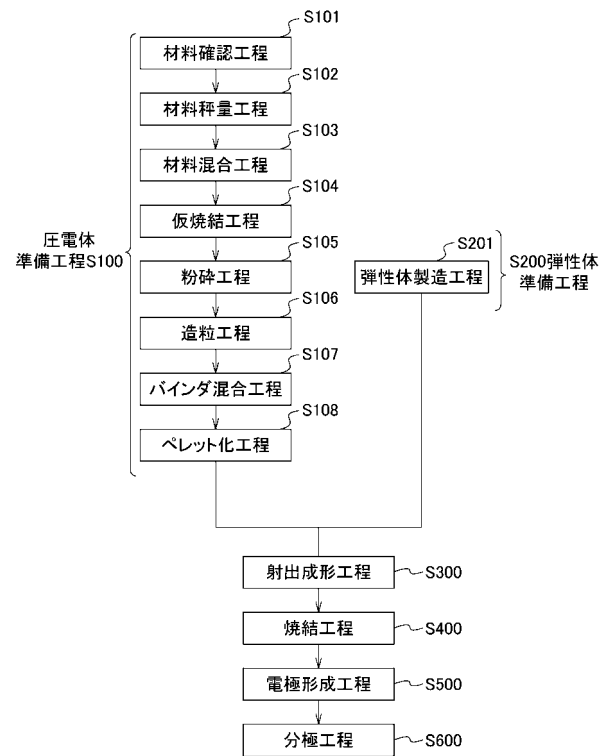 S101
材料確認工程
S102
材料秤量工程
S103
材料混合工程
S104
仮焼結工程
圧電体
準備工程S100
S105
粉砕工程
S106
造粒工程
S107
バインダ混合工程
S108
ペレット化工程
S201
弾性体製造工程
S200弾性体
準備工程
射出成形工程
S300
焼結工程
S400
電極形成工程
S500
分極工程
S600